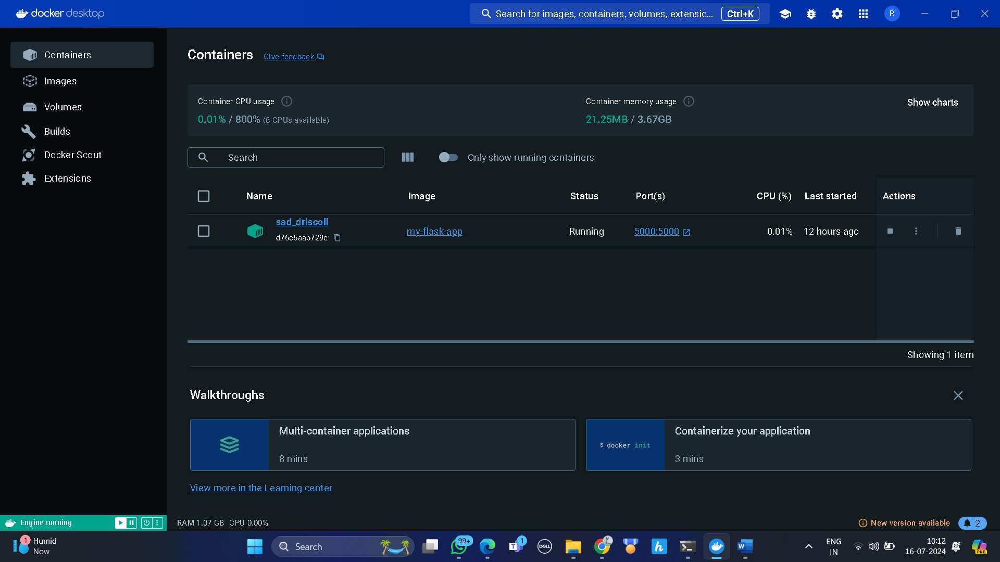 docker desktop
Search for images, containers, volumes, extensio... Ctrl+K
R
Containers
Images
Volumes
Builds
Docker Scout
Extensions
Containers Give feedback
Container CPU usage
0.01% / 800% (8 CPUs available)
Container memory usage
21.25MB / 3.67GB
Show charts
Search
Only show running containers
Name Image Status Port(s) CPU (%) Last started Actions
sad_driscoll
d76c5aab729c
my-flask-app Running 5000:5000 0.01% 12 hours ago
Showing 1 item
Walkthroughs
Multi-container applications
8 mins
$ docker init
Containerize your application
3 mins
View more in the Learning center
Engine running
RAM 1.07 GB CPU 0.00%
New version available
2
1
Humid
Now
Search
99+
T
1
DELL
h
W
ENG
IN
10:12
16-07-2024
PRE